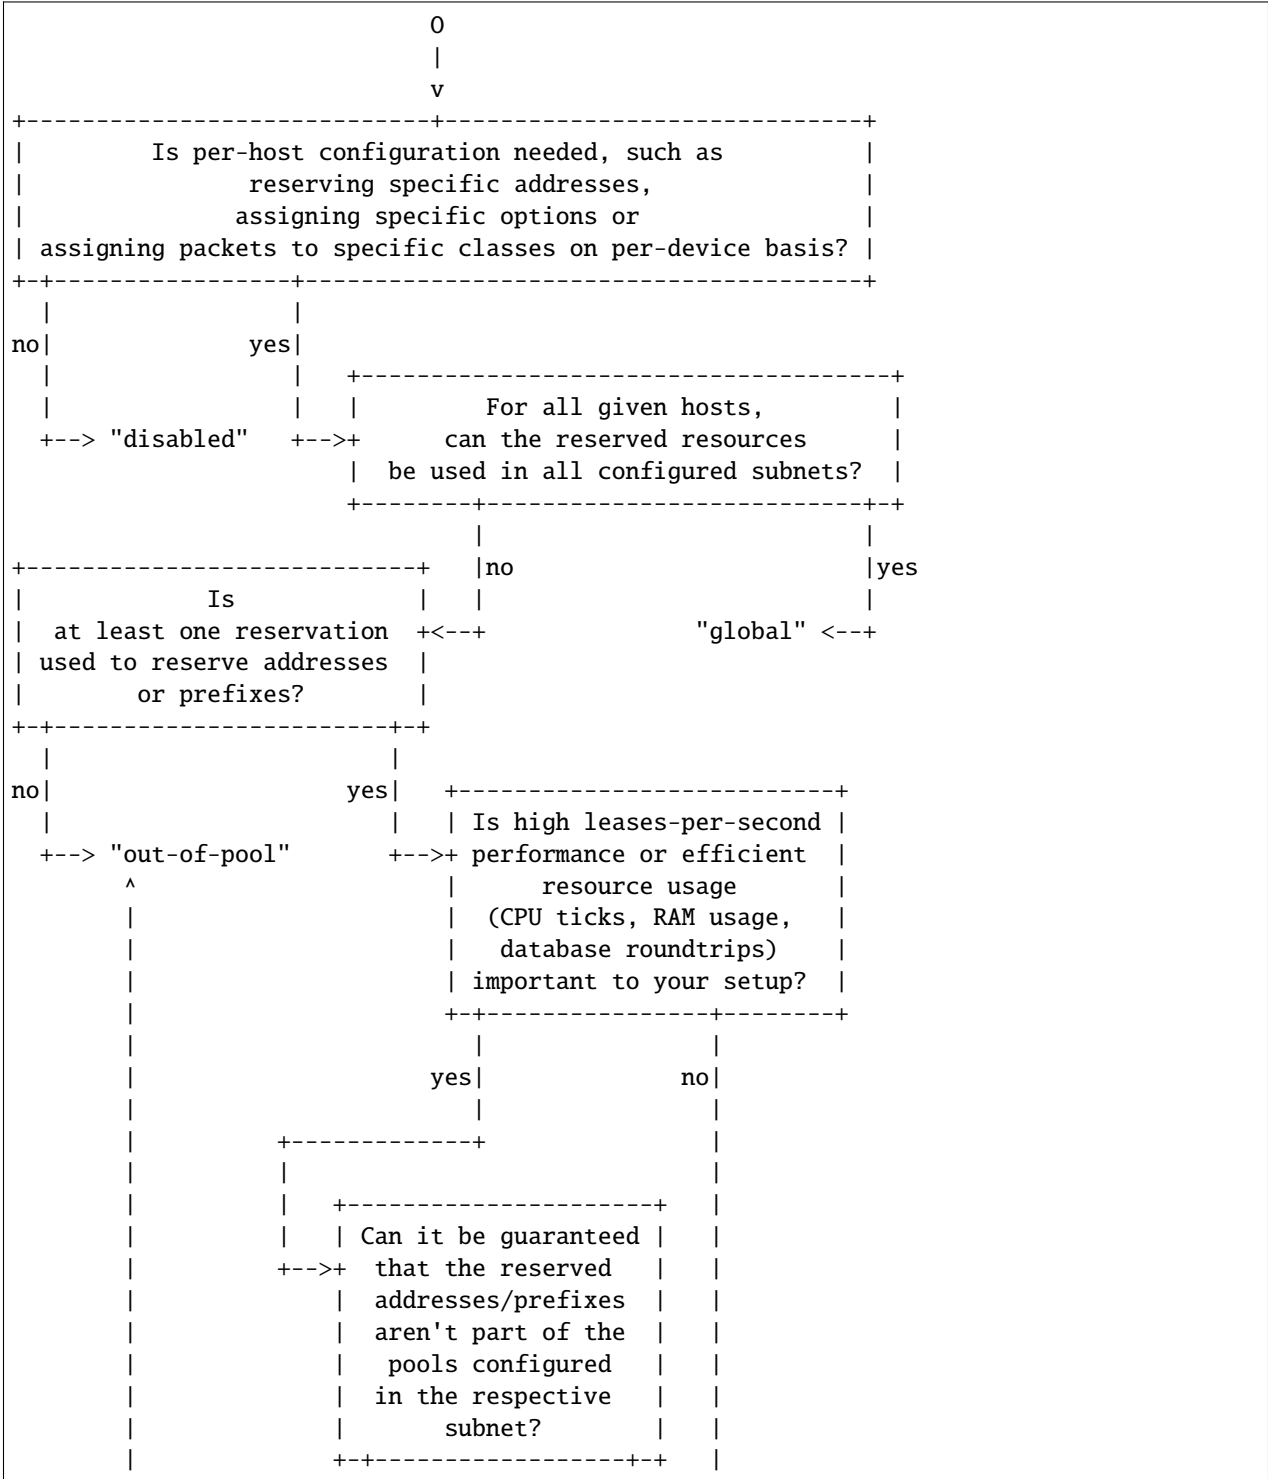 O
                              |
                              v
+-----------------------------+------------------------------+
|         Is per-host configuration needed, such as          |
|                reserving specific addresses,               |
|               assigning specific options or                |
| assigning packets to specific classes on per-device basis? |
+-+-----------------+----------------------------------------+
  |                 |
no|              yes|
  |                 |   +--------------------------------------+
  |                 |   |         For all given hosts,         |
  +--> "disabled"   +-->+      can the reserved resources      |
                        |  be used in all configured subnets?  |
                        +--------+---------------------------+-+
                                 |                           |
+----------------------------+   |no                         |yes
|             Is             |   |                           |
|  at least one reservation  +<--+               "global" <--+
| used to reserve addresses  |
|        or prefixes?        |
+-+------------------------+-+
  |                        |
no|                     yes|   +---------------------------+
  |                        |   | Is high leases-per-second |
  +--> "out-of-pool"       +-->+ performance or efficient  |
        ^                      |      resource usage       |
        |                      |  (CPU ticks, RAM usage,   |
        |                      |   database roundtrips)    |
        |                      | important to your setup?  |
        |                      +-+----------------+--------+
        |                        |                |
        |                     yes|              no|
        |                        |                |
        |          +-------------+                |
        |          |                              |
        |          |   +----------------------+   |
        |          |   | Can it be guaranteed |   |
        |          +-->+  that the reserved   |   |
        |              |  addresses/prefixes  |   |
        |              |  aren't part of the  |   |
        |              |   pools configured   |   |
        |              |  in the respective   |   |
        |              |       subnet?        |   |
        |              +-+------------------+-+   |